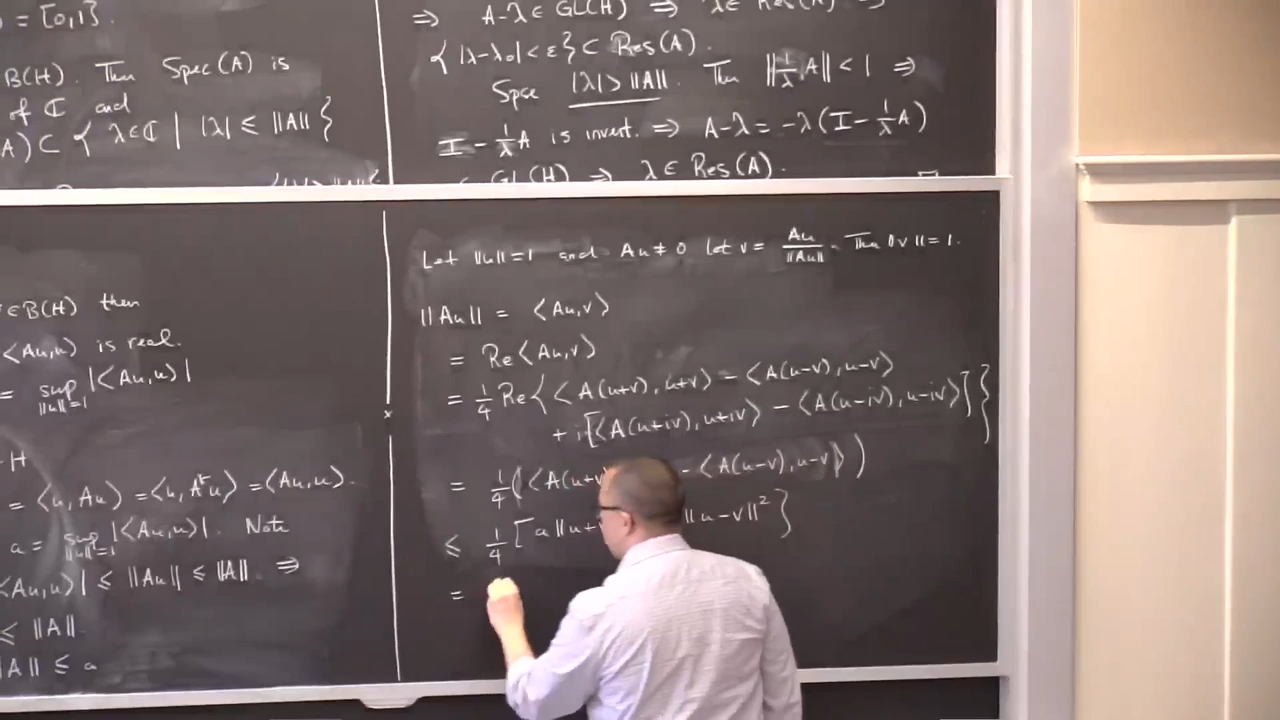 = [0,1].
B(H). Then Spec(A) is
of ℂ and
A) ⊂ { λ∈ℂ | |λ| ≤ ||A|| }
⇒ A-λ ∈ GL(H) ⇒ λ∈ Res(A) ⇒
{ |λ-λ₀| < ε } ⊂ Res(A).
Spse |λ| > ||A||. Then ||1/λ A|| < 1 ⇒
I - 1/λ A is invert. ⇒ A-λ = -λ(I - 1/λ A)
∈ GL(H) ⇒ λ ∈ Res(A).
∈B(H) then
<Au,u> is real.
= sup_{||u||=1} |<Au,u>|
H
= <u,Au> = <u,A*u> = <Au,u>.
a = sup_{||u||=1} |<Au,u>|. Note
<Au,u>| ≤ ||Au|| ≤ ||A|| ⇒
≤ ||A||.
|A|| ≤ a
Let ||u||=1 and Au≠0 let v = Au/||Au||. Then ||v||=1.
||Au|| = <Au,v>
= Re<Au,v>
= 1/4 Re{ <A(u+v),u+v> - <A(u-v),u-v>
+ i[<A(u+iv),u+iv> - <A(u-iv),u-iv>] }
= 1/4 ( <A(u+v - <A(u-v),u-v> )
≤ 1/4 [ a||u+ ||u-v||² }
=